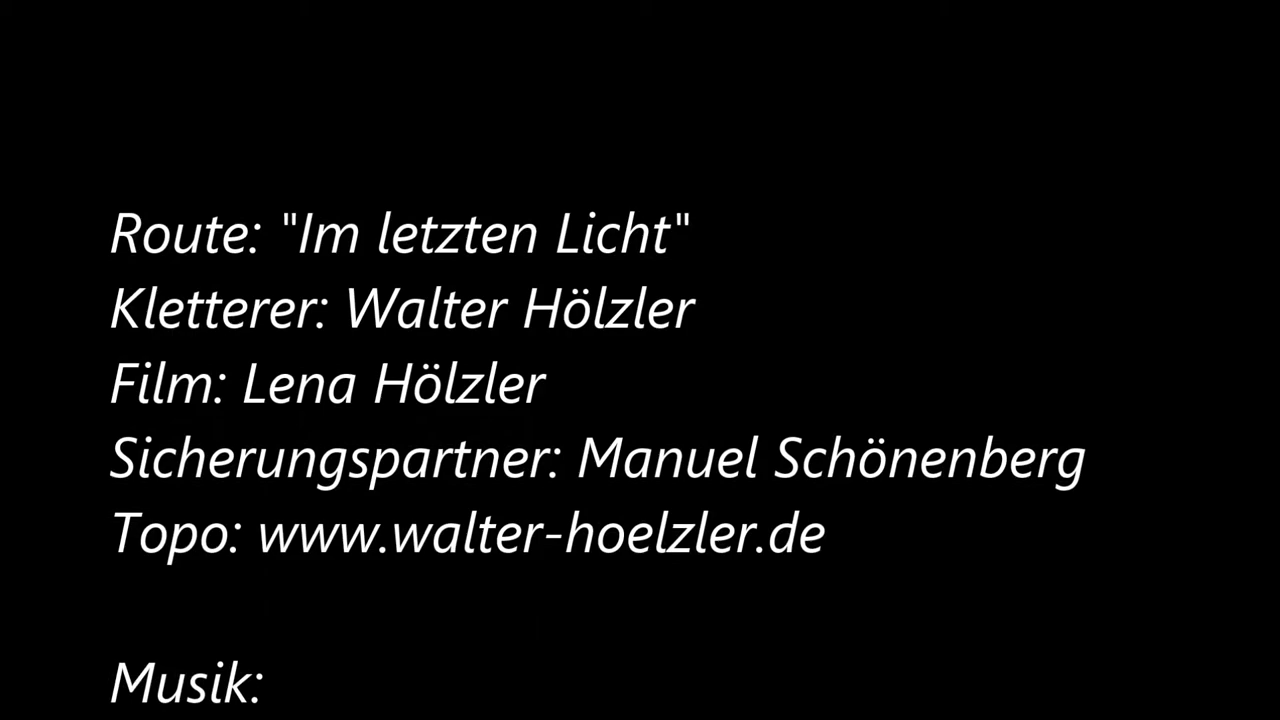 Route: "Im letzten Licht"
Kletterer: Walter Hölzler
Film: Lena Hölzler
Sicherungspartner: Manuel Schönenberg
Topo: www.walter-hoelzler.de
Musik: